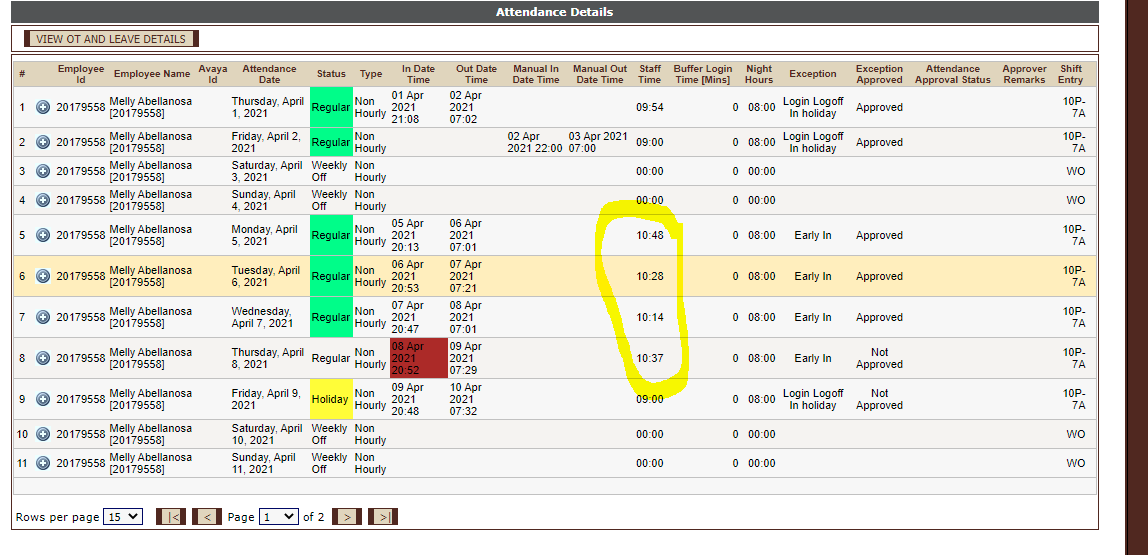 Attendance Details
VIEW OT AND LEAVE DETAILS
# Employee Id Employee Name Avaya Id Attendance Date Status Type In Date Time Out Date Time Manual In Date Time Manual Out Date Time Staff Time Buffer Login Time [Mins] Night Hours Exception Exception Approved Attendance Approval Status Approver Remarks Shift Entry
1 20179558 Melly Abellanosa [20179558] Thursday, April 1, 2021 Regular Non Hourly 01 Apr 2021 21:08 02 Apr 2021 07:02 09:54 0 08:00 Login Logoff In holiday Approved 10P-7A
2 20179558 Melly Abellanosa [20179558] Friday, April 2, 2021 Regular Non Hourly 02 Apr 2021 22:00 03 Apr 2021 07:00 09:00 0 08:00 Login Logoff In holiday Approved 10P-7A
3 20179558 Melly Abellanosa [20179558] Saturday, April 3, 2021 Weekly Off Non Hourly 00:00 0 00:00 WO
4 20179558 Melly Abellanosa [20179558] Sunday, April 4, 2021 Weekly Off Non Hourly 00:00 0 00:00 WO
5 20179558 Melly Abellanosa [20179558] Monday, April 5, 2021 Regular Non Hourly 05 Apr 2021 20:13 06 Apr 2021 07:01 10:48 0 08:00 Early In Approved 10P-7A
6 20179558 Melly Abellanosa [20179558] Tuesday, April 6, 2021 Regular Non Hourly 06 Apr 2021 20:53 07 Apr 2021 07:21 10:28 0 08:00 Early In Approved 10P-7A
7 20179558 Melly Abellanosa [20179558] Wednesday, April 7, 2021 Regular Non Hourly 07 Apr 2021 20:47 08 Apr 2021 07:01 10:14 0 08:00 Early In Approved 10P-7A
8 20179558 Melly Abellanosa [20179558] Thursday, April 8, 2021 Regular Non Hourly 08 Apr 2021 20:52 09 Apr 2021 07:29 10:37 0 08:00 Early In Not Approved 10P-7A
9 20179558 Melly Abellanosa [20179558] Friday, April 9, 2021 Holiday Non Hourly 09 Apr 2021 20:48 10 Apr 2021 07:32 09:00 0 08:00 Login Logoff In holiday Not Approved 10P-7A
10 20179558 Melly Abellanosa [20179558] Saturday, April 10, 2021 Weekly Off Non Hourly 00:00 0 00:00 WO
11 20179558 Melly Abellanosa [20179558] Sunday, April 11, 2021 Weekly Off Non Hourly 00:00 0 00:00 WO
Rows per page 15 |< < Page 1 of 2 > >|